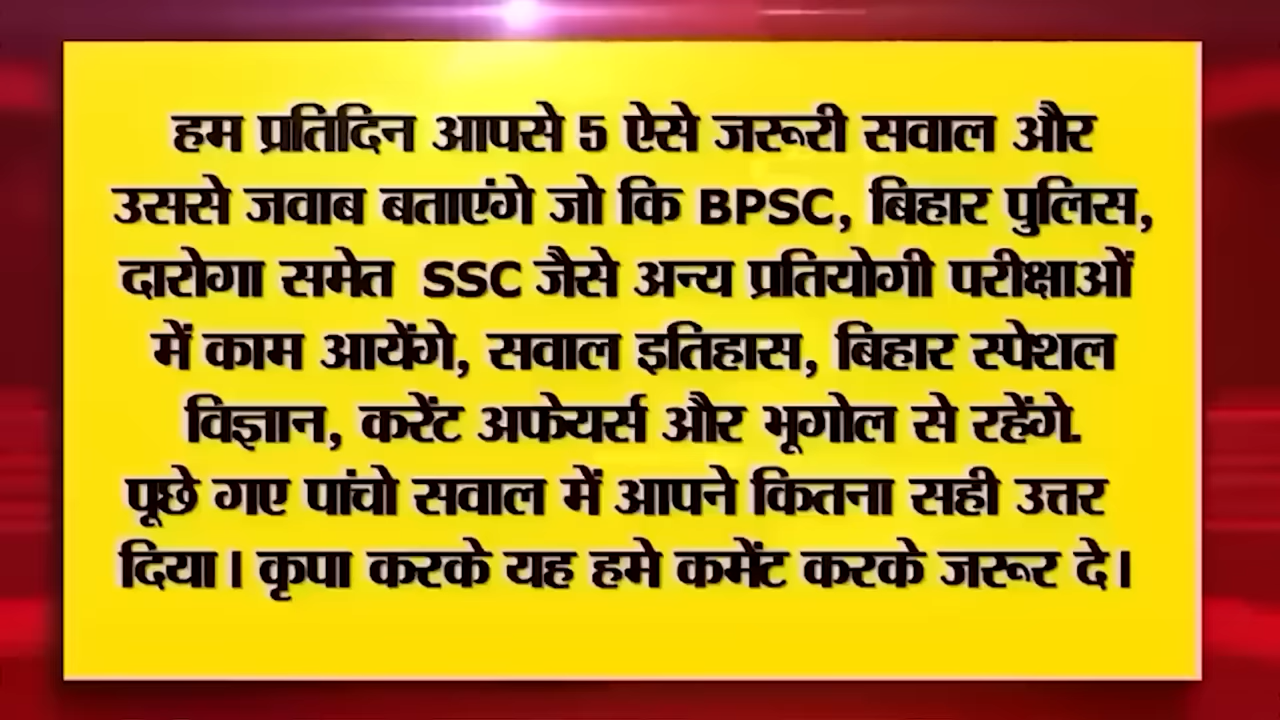 हम प्रतिदिन आपसे 5 ऐसे जरूरी सवाल और
उससे जवाब बताएंगे जो कि BPSC, बिहार पुलिस,
दारोगा समेत SSC जैसे अन्य प्रतियोगी परीक्षाओं
में काम आयेंगे, सवाल इतिहास, बिहार स्पेशल
विज्ञान, करेंट अफेयर्स और भूगोल से रहेंगे.
पूछे गए पांचो सवाल में आपने कितना सही उत्तर
दिया। कृपा करके यह हमे कमेंट करके जरूर दे।